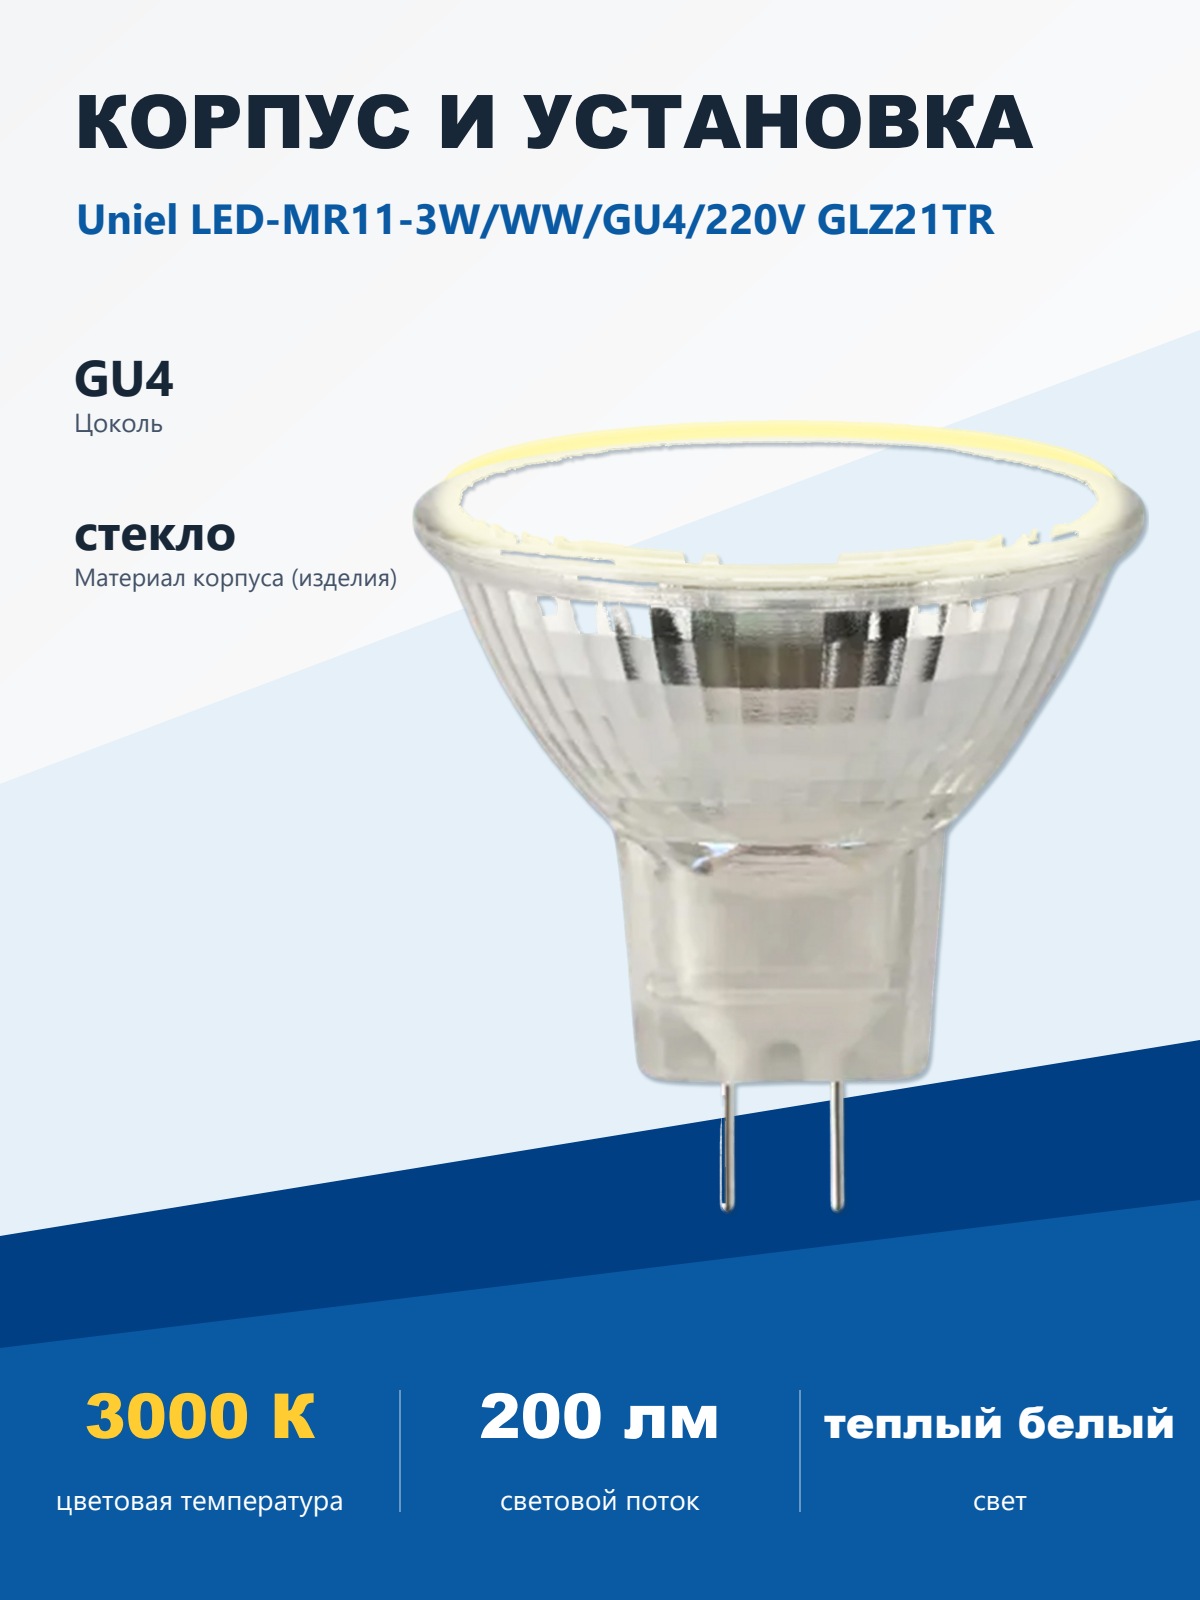 КОРПУС И УСТАНОВКА
Uniel LED-MR11-3W/WW/GU4/220V GLZ21TR
GU4
Цоколь
стекло
Материал корпуса (изделия)
3000 К
цветовая температура
200 лм
световой поток
теплый белый
свет